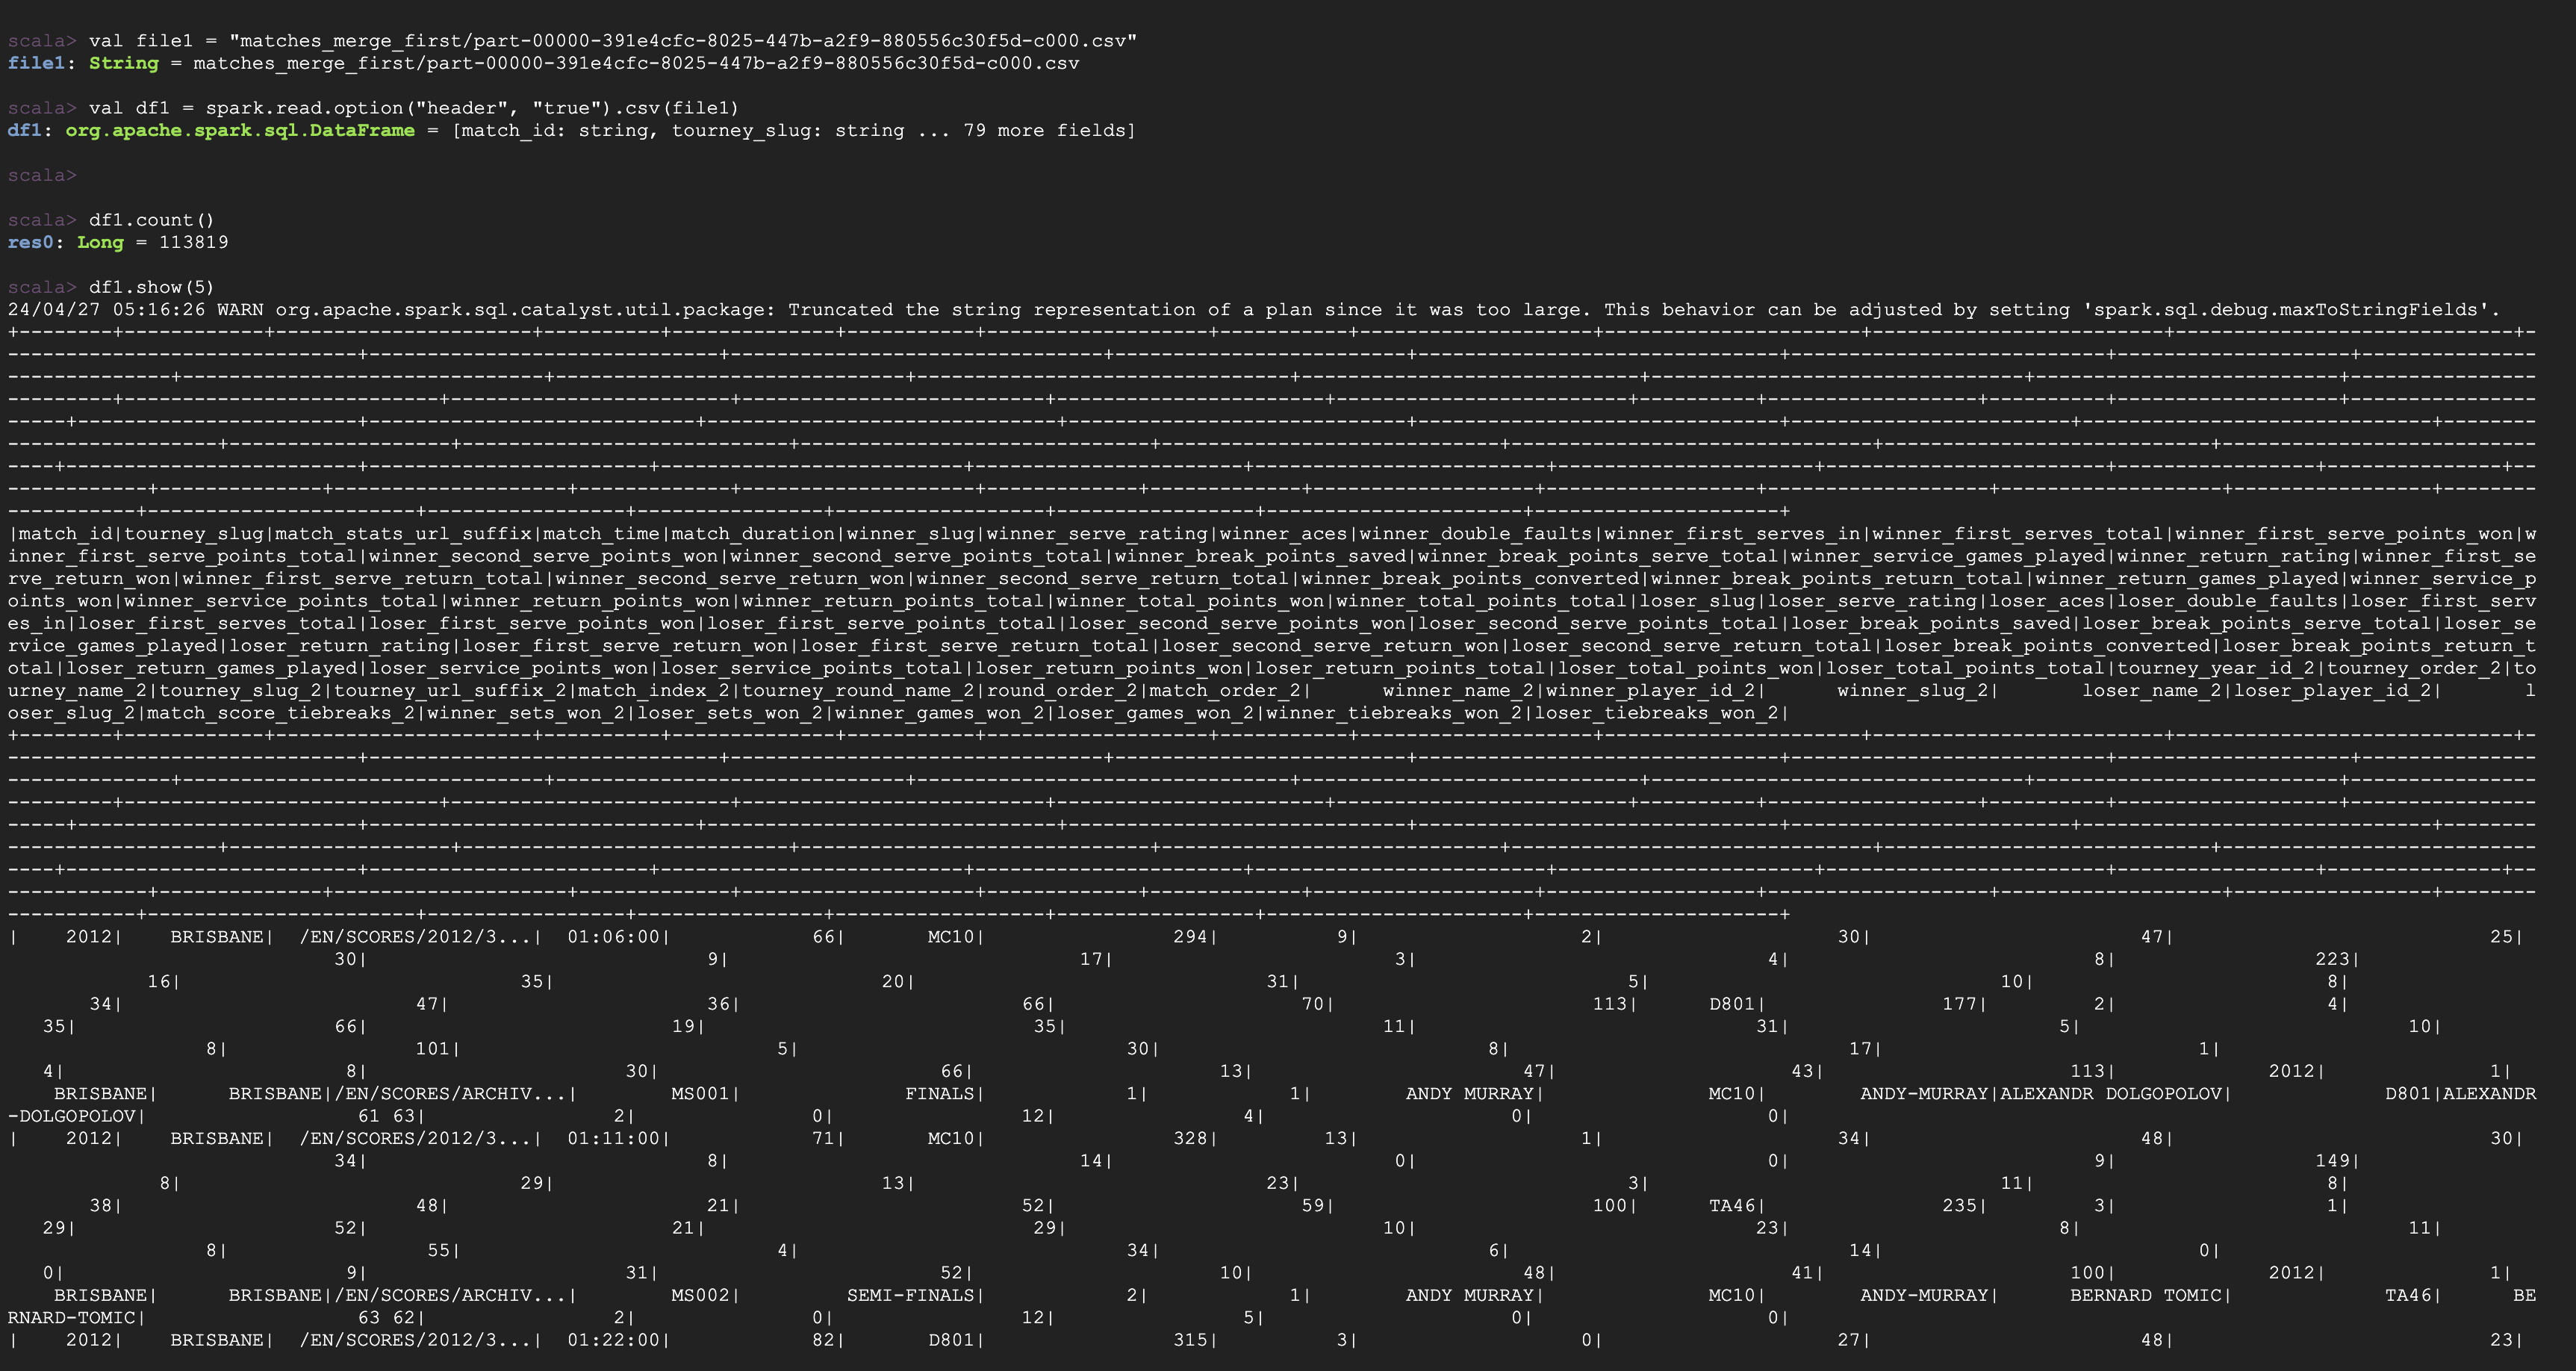 scala> val file1 = "matches_merge_first/part-00000-391e4cfc-8025-447b-a2f9-880556c30f5d-c000.csv"
file1: String = matches_merge_first/part-00000-391e4cfc-8025-447b-a2f9-880556c30f5d-c000.csv
scala> val df1 = spark.read.option("header", "true").csv(file1)
df1: org.apache.spark.sql.DataFrame = [match_id: string, tourney_slug: string ... 79 more fields]
scala>
scala> df1.count()
res0: Long = 113819
scala> df1.show(5)
24/04/27 05:16:26 WARN org.apache.spark.sql.catalyst.util.package: Truncated the string representation of a plan since it was too large. This behavior can be adjusted by setting 'spark.sql.debug.maxToStringFields'.
|match_id|tourney_slug|match_stats_url_suffix|match_time|match_duration|winner_slug|winner_serve_rating|winner_aces|winner_double_faults|winner_first_serves_in|winner_first_serves_total|winner_first_serve_points_won|w
inner_first_serve_points_total|winner_second_serve_points_won|winner_second_serve_points_total|winner_break_points_saved|winner_break_points_serve_total|winner_service_games_played|winner_return_rating|winner_first_se
rve_return_won|winner_first_serve_return_total|winner_second_serve_return_won|winner_second_serve_return_total|winner_break_points_converted|winner_break_points_return_total|winner_return_games_played|winner_service_p
oints_won|winner_service_points_total|winner_return_points_won|winner_return_points_total|winner_total_points_won|winner_total_points_total|loser_slug|loser_serve_rating|loser_aces|loser_double_faults|loser_first_serv
es_in|loser_first_serves_total|loser_first_serve_points_won|loser_first_serve_points_total|loser_second_serve_points_won|loser_second_serve_points_total|loser_break_points_saved|loser_break_points_serve_total|loser_se
rvice_games_played|loser_return_rating|loser_first_serve_return_won|loser_first_serve_return_total|loser_second_serve_return_won|loser_second_serve_return_total|loser_break_points_converted|loser_break_points_return_t
otal|loser_return_games_played|loser_service_points_won|loser_service_points_total|loser_return_points_won|loser_return_points_total|loser_total_points_won|loser_total_points_total|tourney_year_id_2|tourney_order_2|to
urney_name_2|tourney_slug_2|tourney_url_suffix_2|match_index_2|tourney_round_name_2|round_order_2|match_order_2| winner_name_2|winner_player_id_2| winner_slug_2| loser_name_2|loser_player_id_2| l
oser_slug_2|match_score_tiebreaks_2|winner_sets_won_2|loser_sets_won_2|winner_games_won_2|loser_games_won_2|winner_tiebreaks_won_2|loser_tiebreaks_won_2|
| 2012| BRISBANE| /EN/SCORES/2012/3...| 01:06:00| 66| MC10| 294| 9| 2| 30| 47| 25|
30| 9| 17| 3| 4| 8| 223|
16| 35| 20| 31| 5| 10| 8|
34| 47| 36| 66| 70| 113| D801| 177| 2| 4|
35| 66| 19| 35| 11| 31| 5| 10|
8| 101| 5| 30| 8| 17| 1|
4| 8| 30| 66| 13| 47| 43| 113| 2012| 1|
BRISBANE| BRISBANE|/EN/SCORES/ARCHIV...| MS001| FINALS| 1| 1| ANDY MURRAY| MC10| ANDY-MURRAY|ALEXANDR DOLGOPOLOV| D801|ALEXANDR
-DOLGOPOLOV| 61 63| 2| 0| 12| 4| 0| 0|
| 2012| BRISBANE| /EN/SCORES/2012/3...| 01:11:00| 71| MC10| 328| 13| 1| 34| 48| 30|
34| 8| 14| 0| 0| 9| 149|
8| 29| 13| 23| 3| 11| 8|
38| 48| 21| 52| 59| 100| TA46| 235| 3| 1|
29| 52| 21| 29| 10| 23| 8| 11|
8| 55| 4| 34| 6| 14| 0|
0| 9| 31| 52| 10| 48| 41| 100| 2012| 1|
BRISBANE| BRISBANE|/EN/SCORES/ARCHIV...| MS002| SEMI-FINALS| 2| 1| ANDY MURRAY| MC10| ANDY-MURRAY| BERNARD TOMIC| TA46| BE
RNARD-TOMIC| 63 62| 2| 0| 12| 5| 0| 0|
| 2012| BRISBANE| /EN/SCORES/2012/3...| 01:22:00| 82| D801| 315| 3| 0| 27| 48| 23|